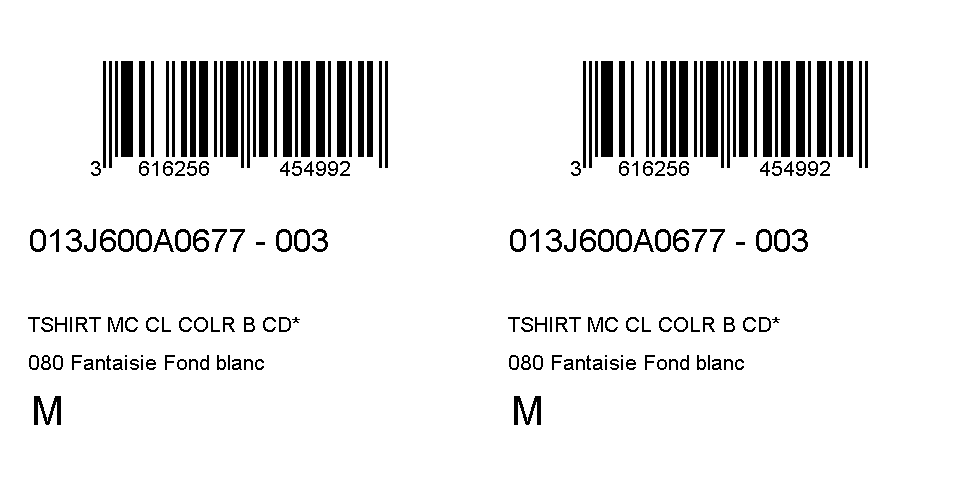 3 616256 454992
013J600A0677 - 003
TSHIRT MC CL COLR B CD*
080 Fantaisie Fond blanc
M
3 616256 454992
013J600A0677 - 003
TSHIRT MC CL COLR B CD*
080 Fantaisie Fond blanc
M